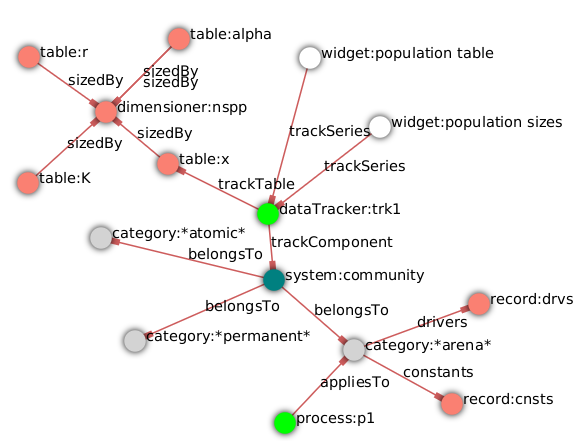 table:alpha
table:r
widget:population table
sizedBy
sizedBy
sizedBy
dimensioner:nspp
widget:population sizes
trackSeries
sizedBy
sizedBy
table:x
trackSeries
table:K
trackTable
dataTracker:trk1
category:*atomic*
trackComponent
belongsTo
system:community
record:drvs
belongsTo
belongsTo
drivers
category:*permanent*
category:*arena*
constants
appliesTo
record:cnsts
process:p1